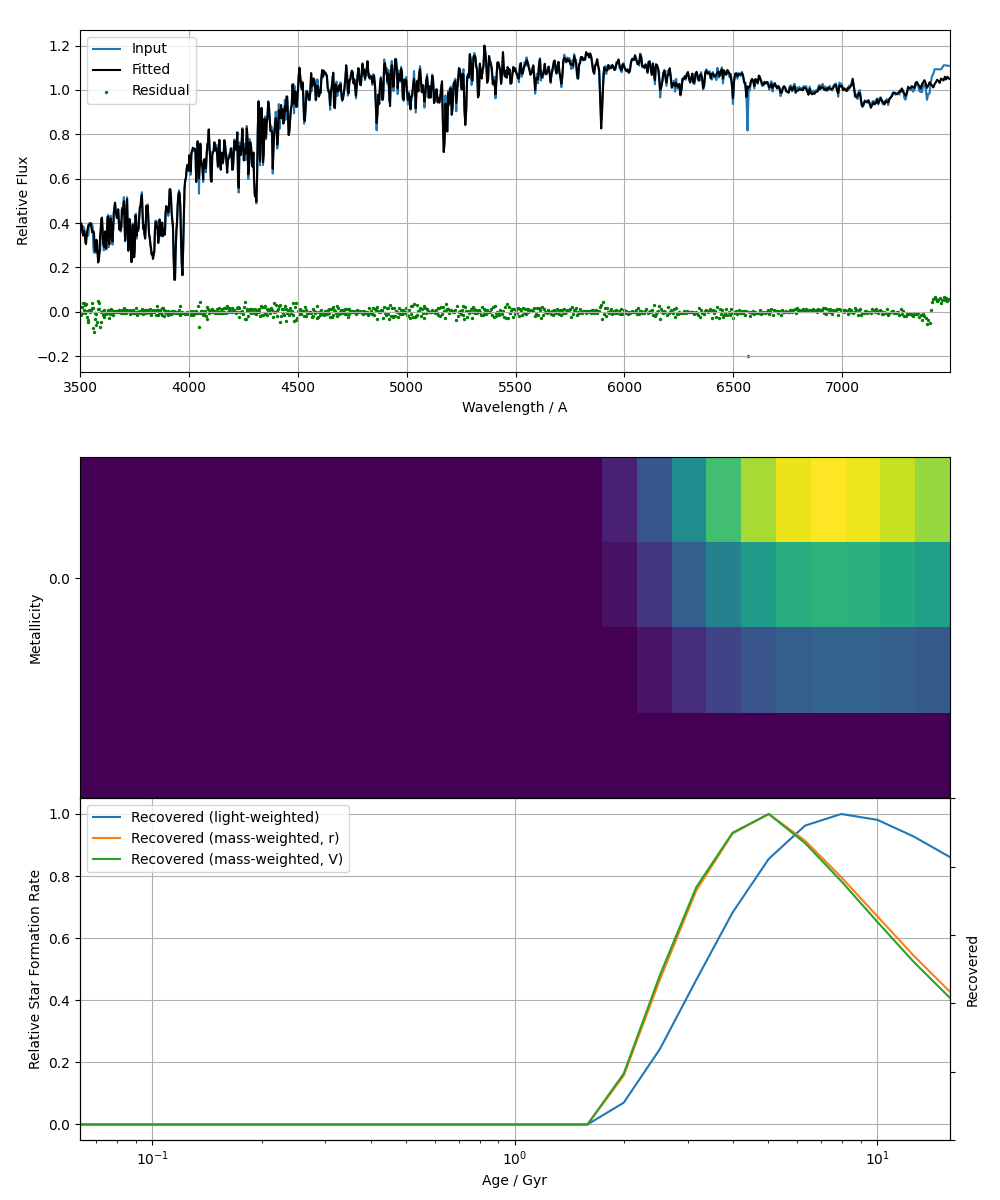 1.2
1.0
0.8
0.6
0.4
0.2
0.0
−0.2
Relative Flux
Input
Fitted
Residual
3500 4000 4500 5000 5500 6000 6500 7000
Wavelength / A
0.0
Metallicity
1.0
0.8
0.6
0.4
0.2
0.0
Relative Star Formation Rate
Recovered (light-weighted)
Recovered (mass-weighted, r)
Recovered (mass-weighted, V)
Recovered
10⁻¹ 10⁰ 10¹
Age / Gyr